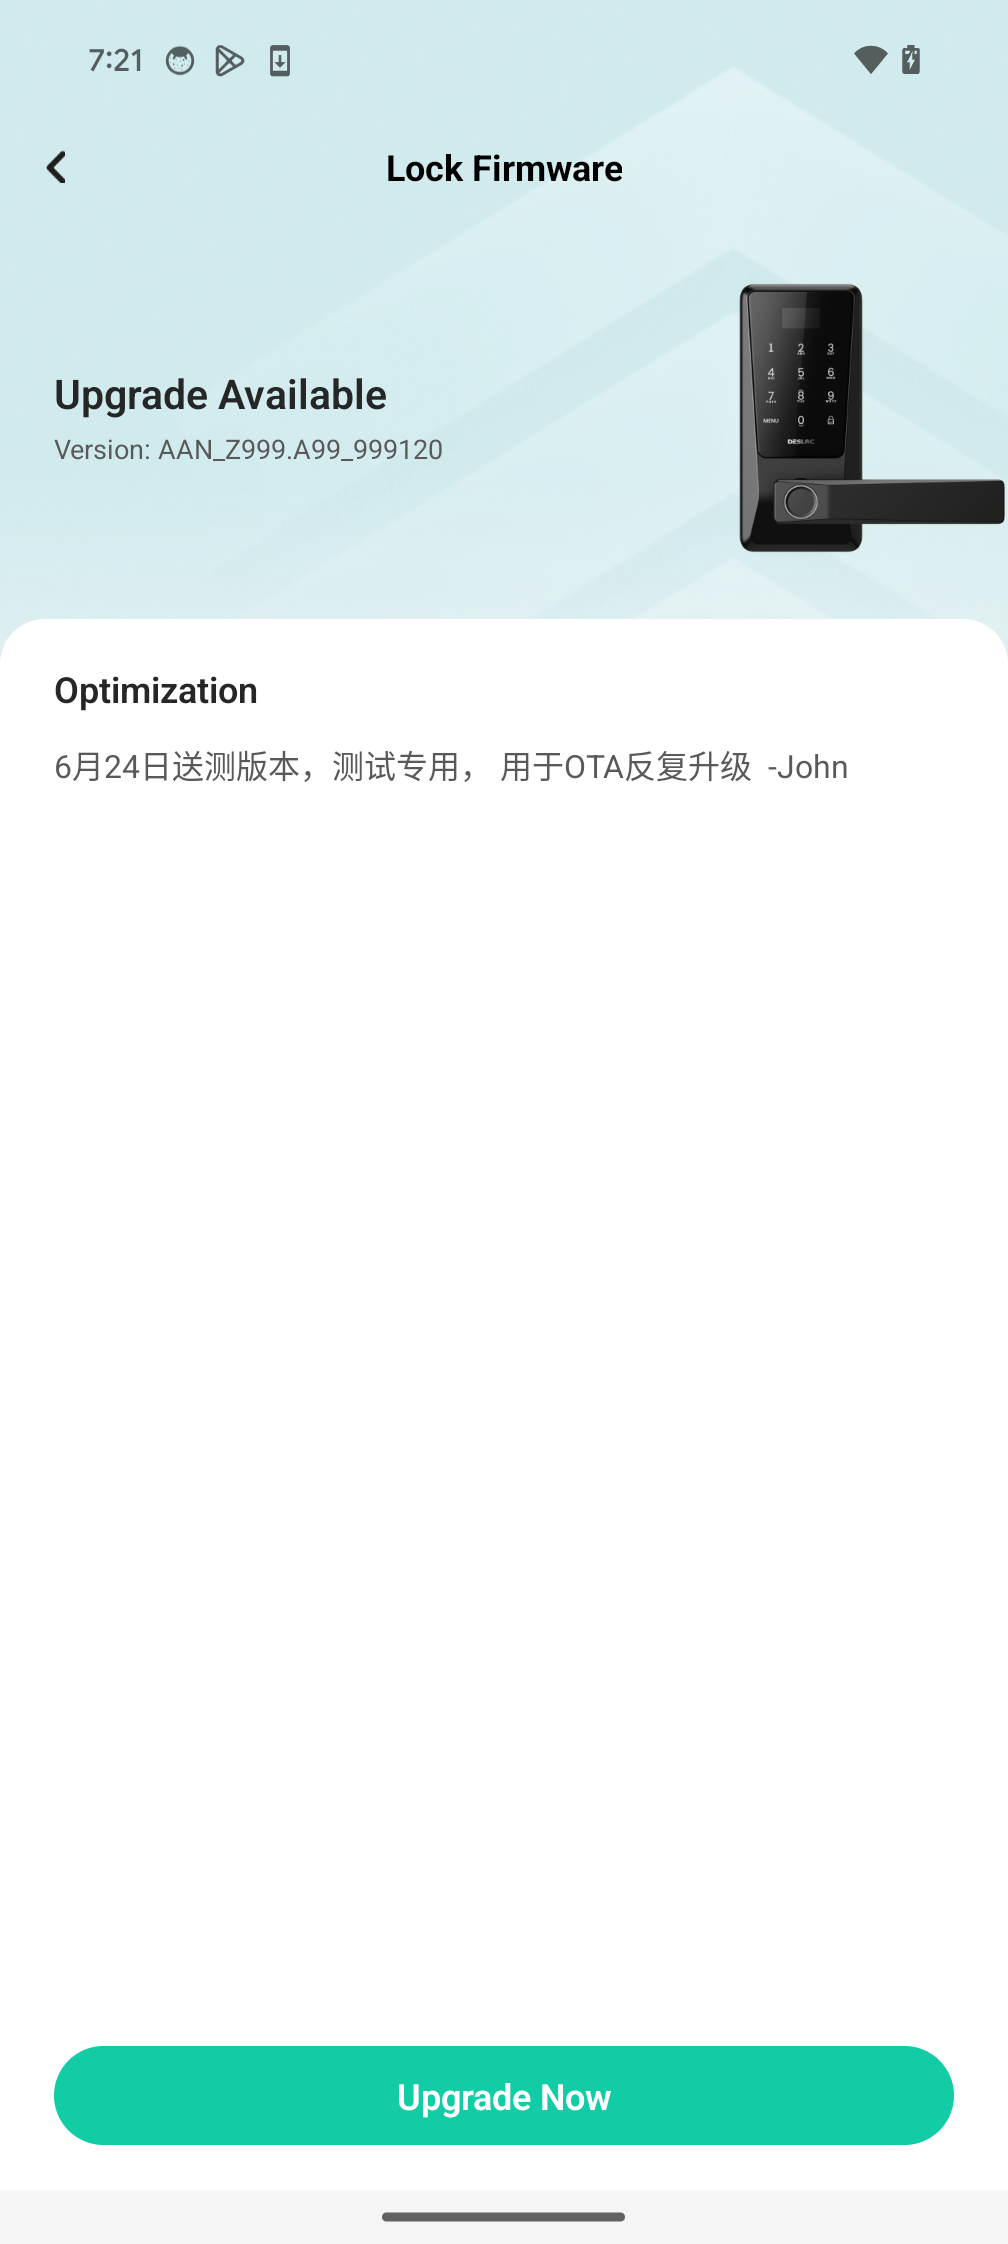 7:21
Lock Firmware
Upgrade Available
Version: AAN_Z999.A99_999120
1 2 3
4 5 6
7 8 9
MENU 0
DESLOC
Optimization
6月24日送测版本，测试专用， 用于OTA反复升级 -John
Upgrade Now